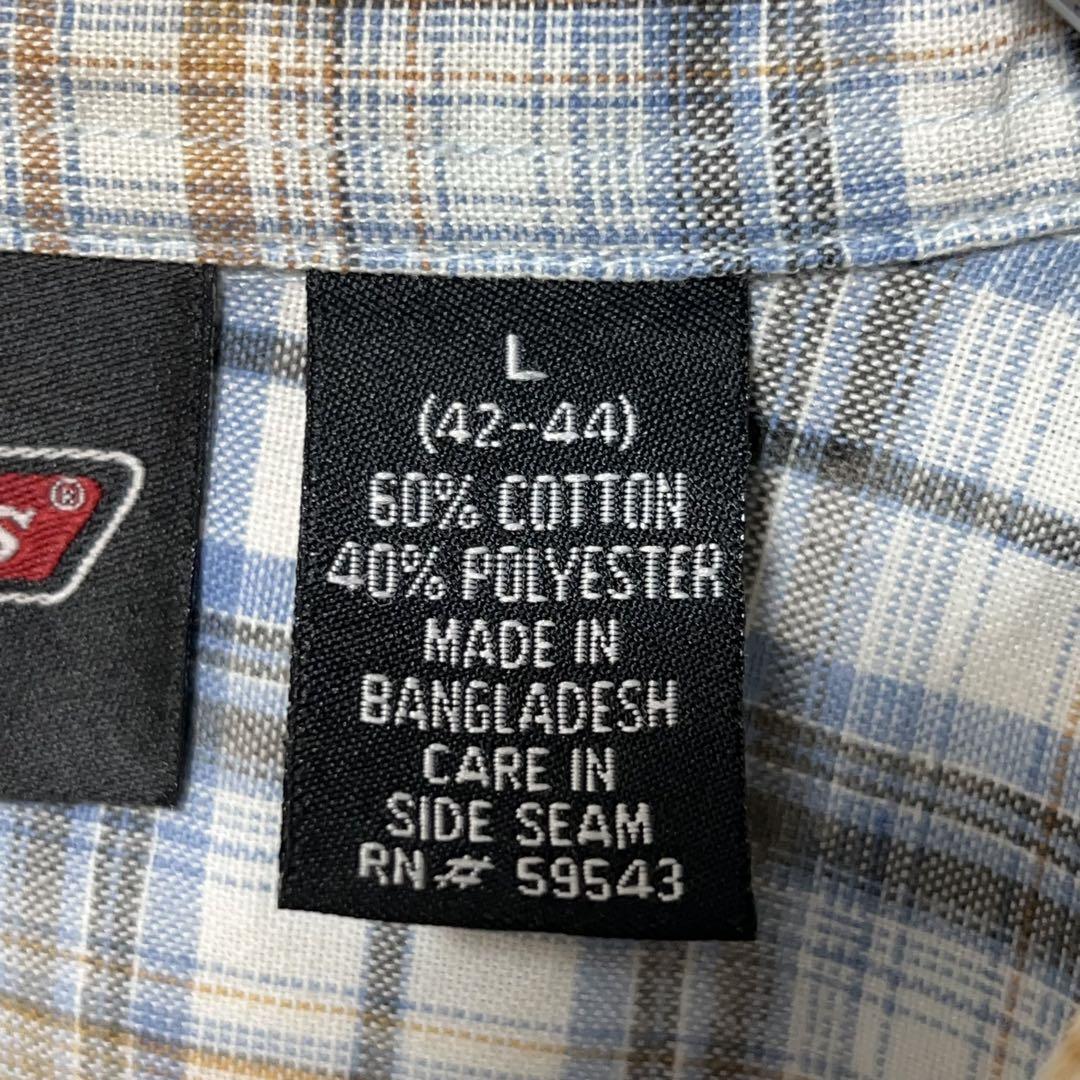 L
(42-44)
60% COTTON
40% POLYESTER
MADE IN
BANGLADESH
CARE IN
SIDE SEAM
RN# 59543
S®